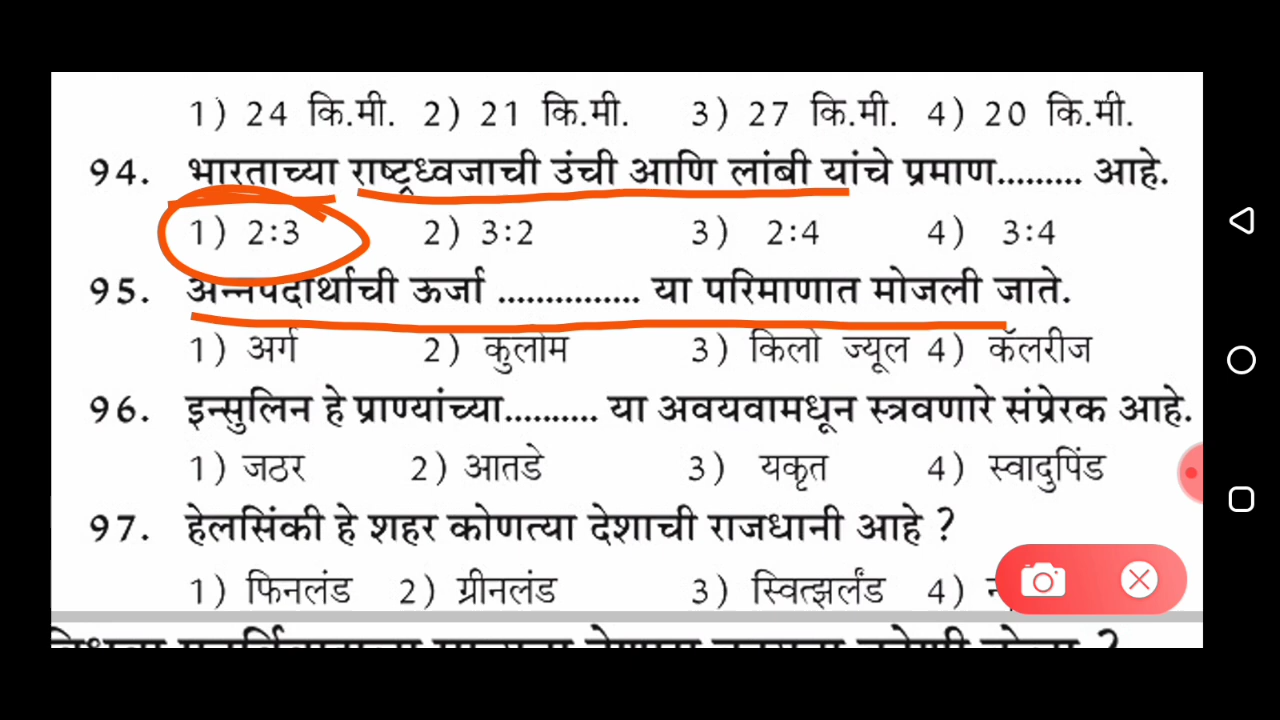 1) 24 कि.मी. 2) 21 कि.मी. 3) 27 कि.मी. 4) 20 कि.मी.
94. भारताच्या राष्ट्रध्वजाची उंची आणि लांबी यांचे प्रमाण......... आहे.
1) 2:3 2) 3:2 3) 2:4 4) 3:4
95. अन्नपदार्थाची ऊर्जा ............... या परिमाणात मोजली जाते.
1) अर्ग 2) कुलोम 3) किलो ज्यूल 4) कॅलरीज
96. इन्सुलिन हे प्राण्यांच्या.......... या अवयवामधून स्त्रवणारे संप्रेरक आहे.
1) जठर 2) आतडे 3) यकृत 4) स्वादुपिंड
97. हेलसिंकी हे शहर कोणत्या देशाची राजधानी आहे ?
1) फिनलंड 2) ग्रीनलंड 3) स्वित्झर्लंड 4)